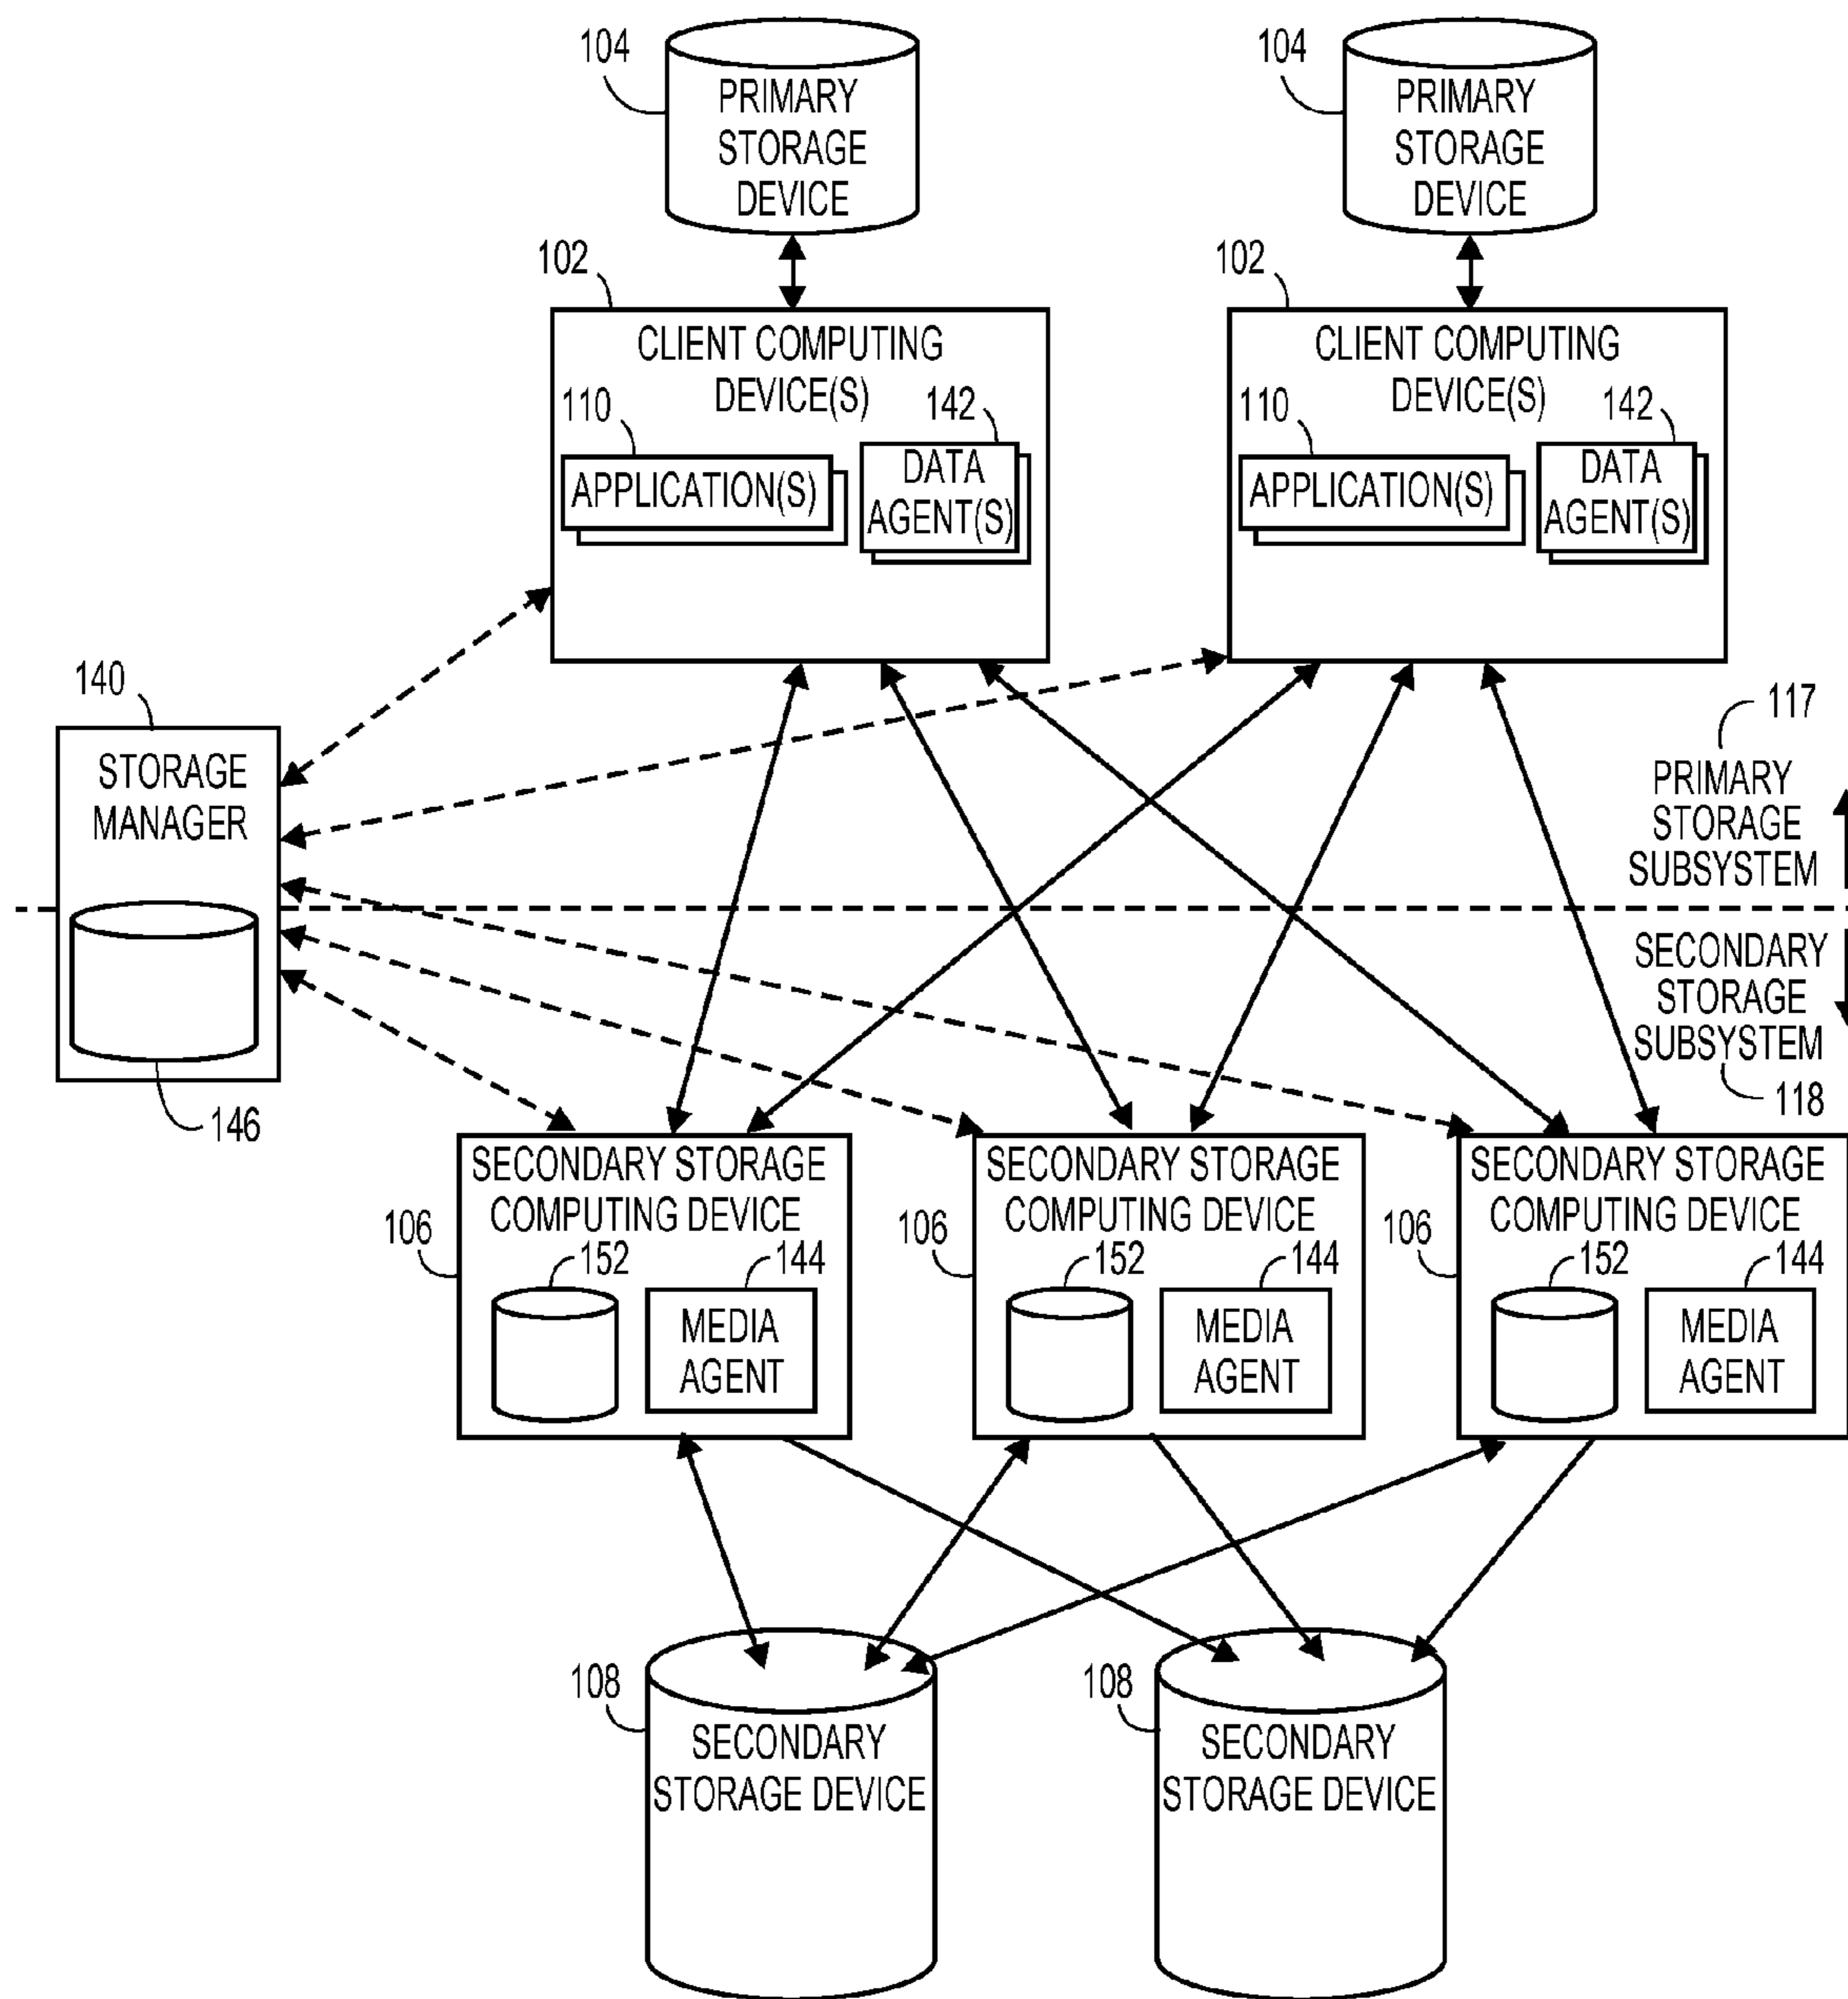 104
PRIMARY
STORAGE
DEVICE
104
PRIMARY
STORAGE
DEVICE
102
CLIENT COMPUTING
DEVICE(S)
110
142
APPLICATION(S)
DATA
AGENT(S)
102
CLIENT COMPUTING
DEVICE(S)
110
142
APPLICATION(S)
DATA
AGENT(S)
140
STORAGE
MANAGER
146
117
PRIMARY
STORAGE
SUBSYSTEM
SECONDARY
STORAGE
SUBSYSTEM
118
SECONDARY STORAGE
COMPUTING DEVICE
106
152
144
MEDIA
AGENT
SECONDARY STORAGE
COMPUTING DEVICE
106
152
144
MEDIA
AGENT
SECONDARY STORAGE
COMPUTING DEVICE
106
152
144
MEDIA
AGENT
108
SECONDARY
STORAGE DEVICE
108
SECONDARY
STORAGE DEVICE